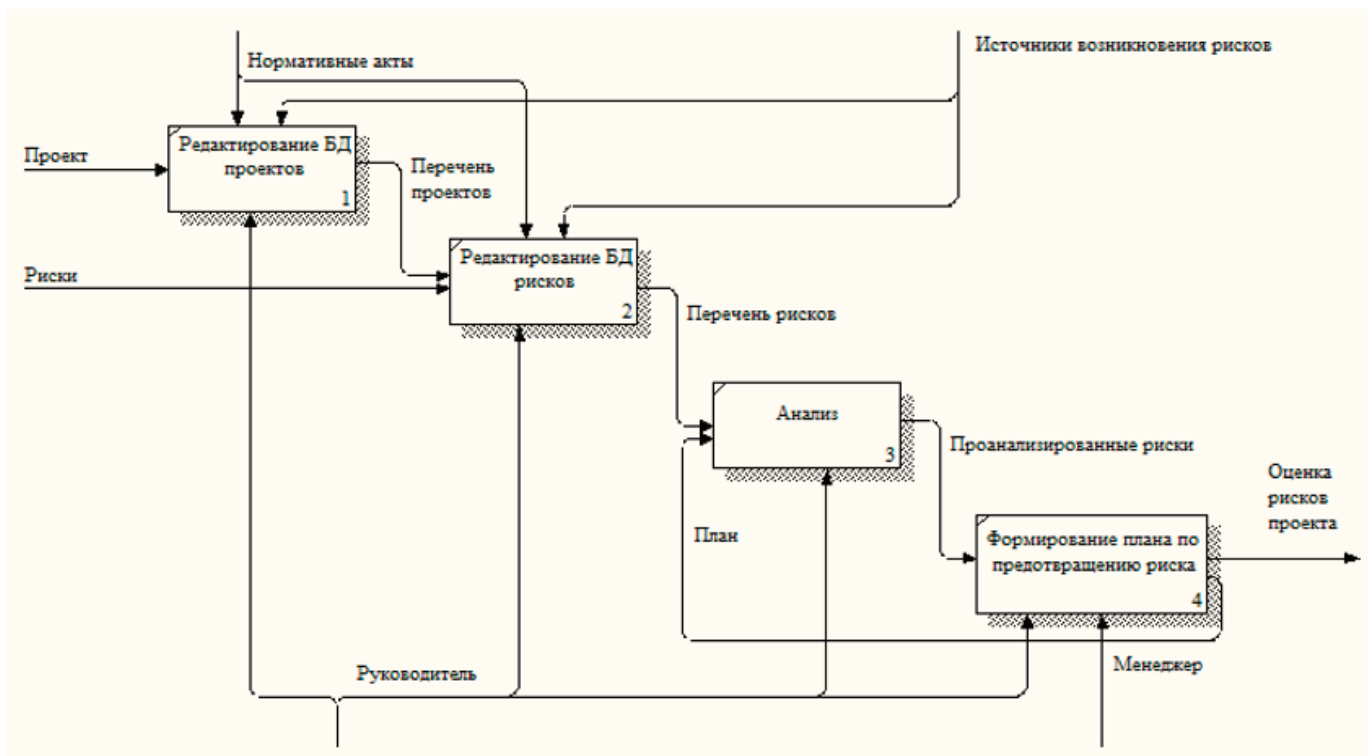 Источники возникновения рисков
Нормативные акты
Редактирование БД
проектов
1
Проект
Перечень
проектов
Редактирование БД
рисков
2
Риски
Перечень рисков
Анализ
3
Проанализированные риски
Оценка
рисков
проекта
План
Формирование плана по
предотвращению риска
4
Руководитель
Менеджер